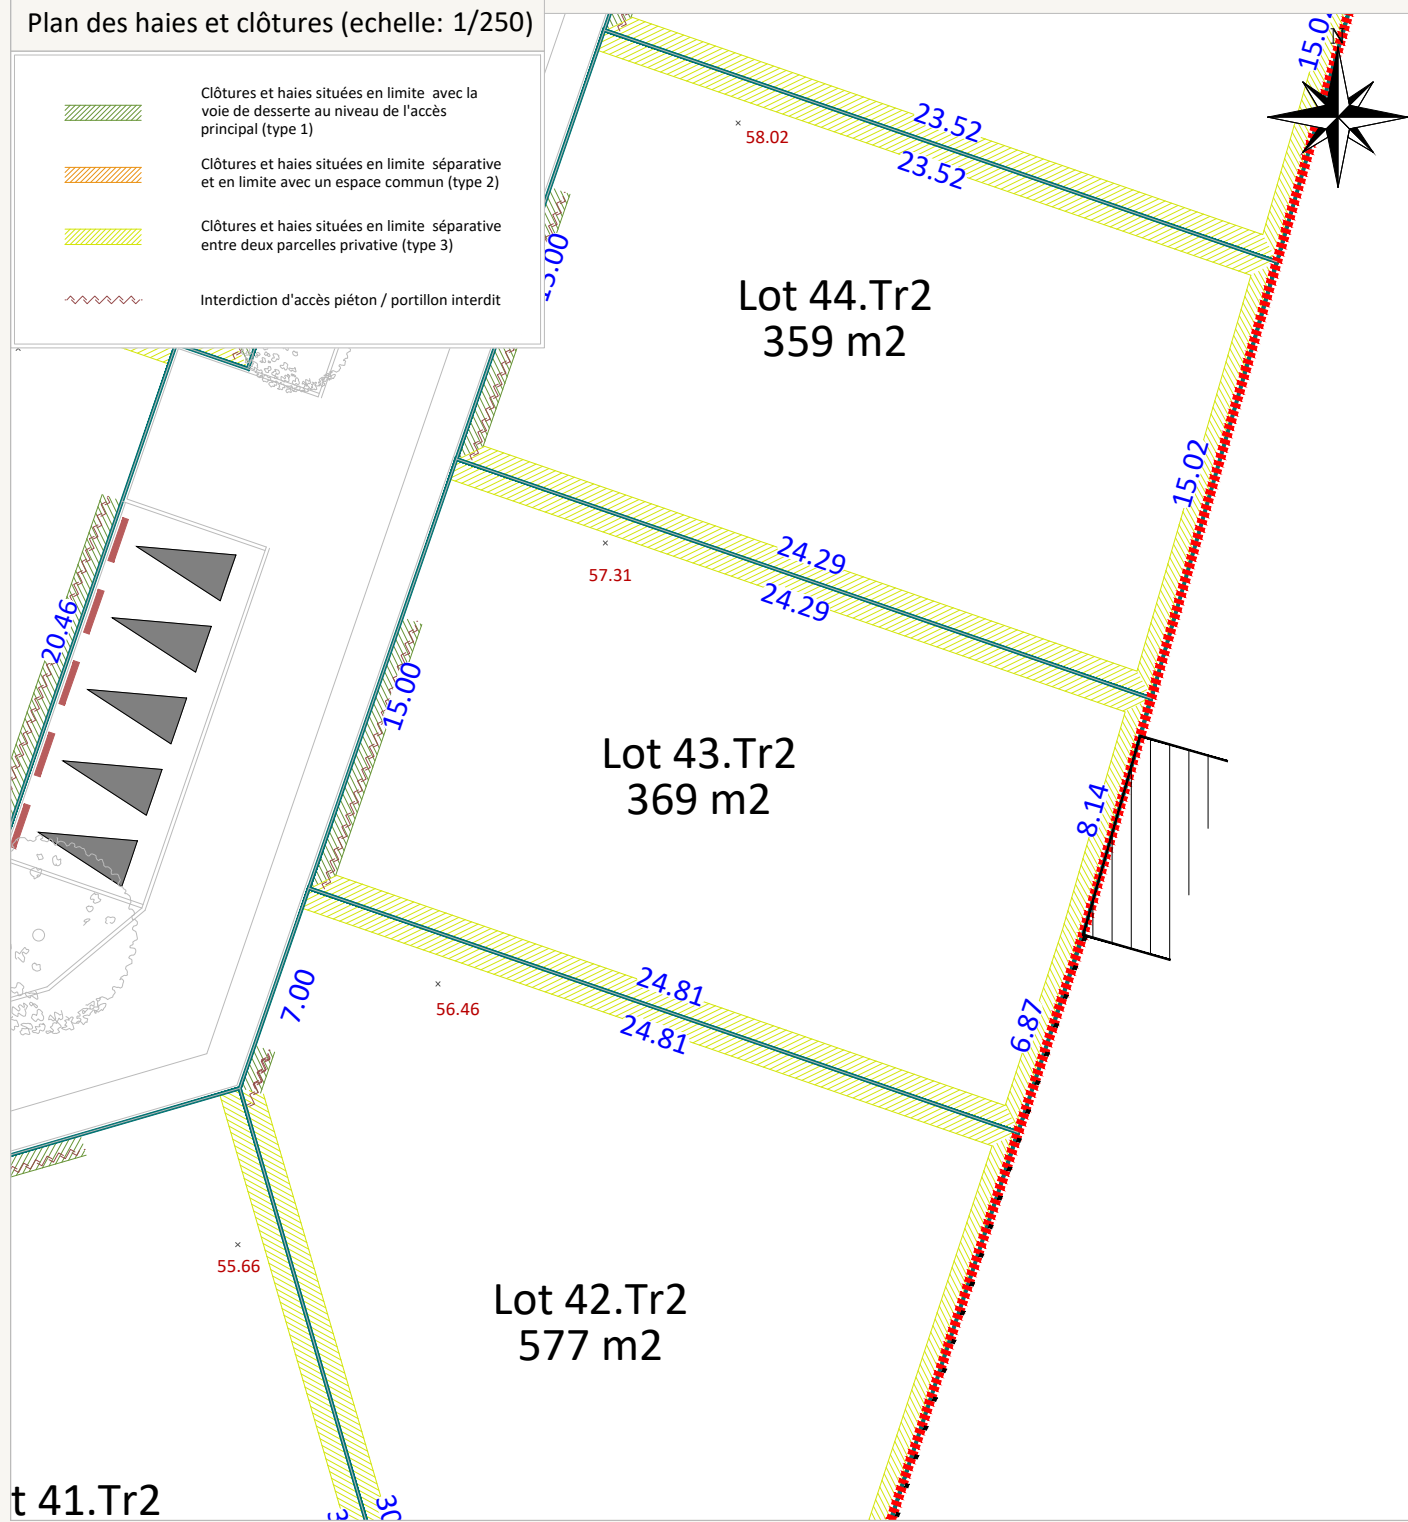 Plan des haies et clôtures (echelle: 1/250)
Clôtures et haies situées en limite avec la
voie de desserte au niveau de l'accès
principal (type 1)
Clôtures et haies situées en limite séparative
et en limite avec un espace commun (type 2)
Clôtures et haies situées en limite séparative
entre deux parcelles privative (type 3)
Interdiction d'accès piéton / portillon interdit
N
23.52
58.02
23.52
Lot 44.Tr2
359 m2
15.02
24.29
57.31
24.29
20.46
15.00
Lot 43.Tr2
369 m2
8.14
24.81
7.00
56.46
24.81
6.87
55.66
Lot 42.Tr2
577 m2
t 41.Tr2
30